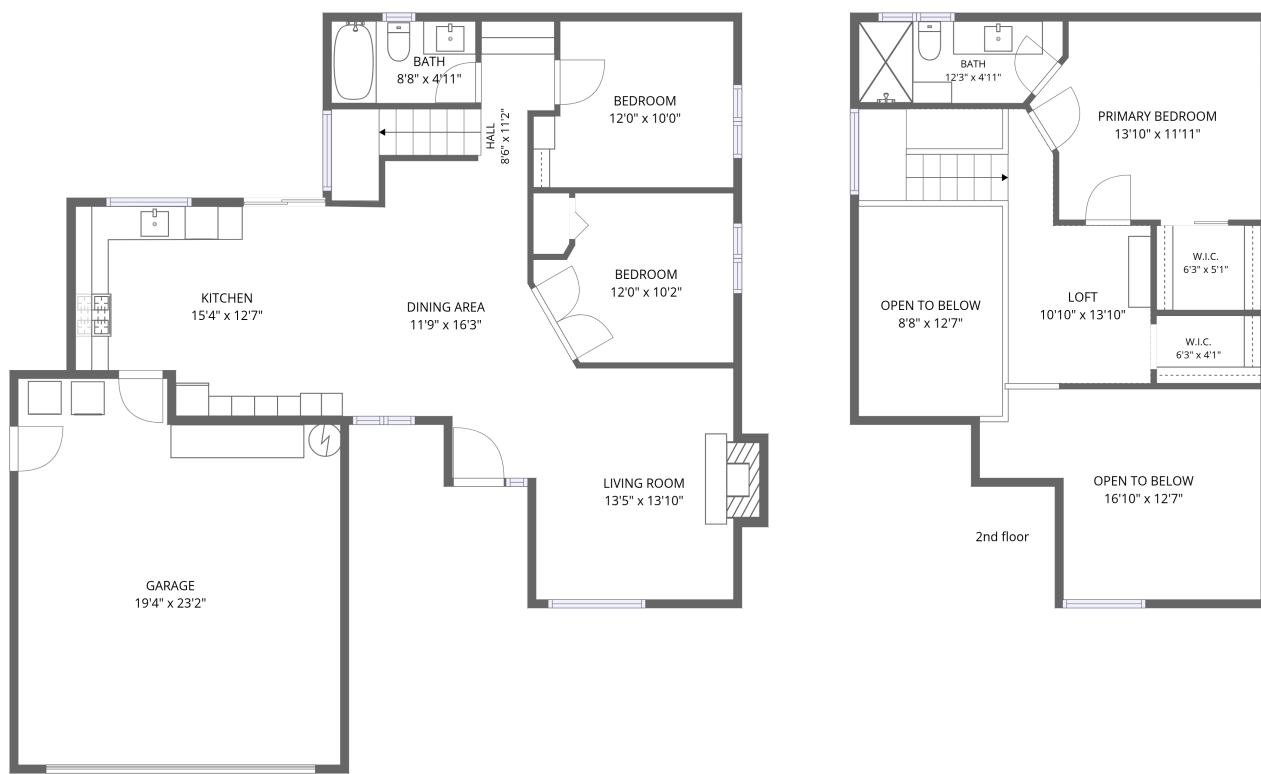 BATH
8'8" x 4'11"
HALL
8'6" x 11'2"
BEDROOM
12'0" x 10'0"
BEDROOM
12'0" x 10'2"
KITCHEN
15'4" x 12'7"
DINING AREA
11'9" x 16'3"
LIVING ROOM
13'5" x 13'10"
GARAGE
19'4" x 23'2"
BATH
12'3" x 4'11"
PRIMARY BEDROOM
13'10" x 11'11"
W.I.C.
6'3" x 5'1"
OPEN TO BELOW
8'8" x 12'7"
LOFT
10'10" x 13'10"
W.I.C.
6'3" x 4'1"
OPEN TO BELOW
16'10" x 12'7"
2nd floor